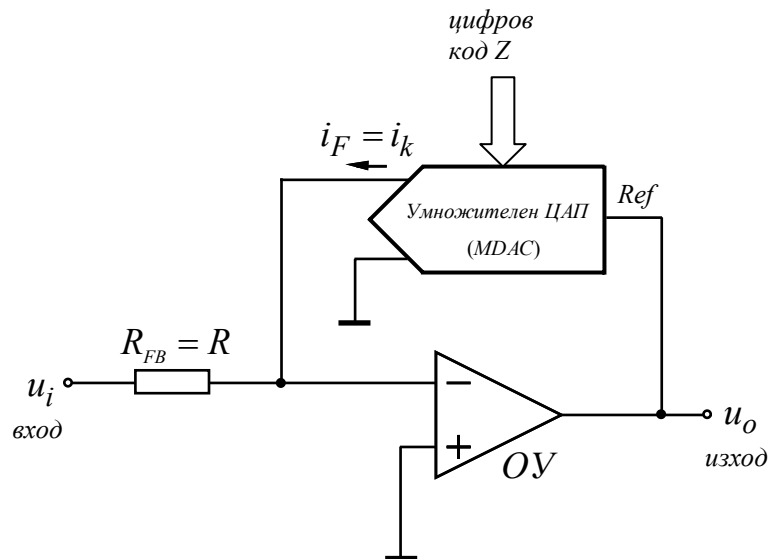 цифров
код Z
i_F = i_k
Ref
Умножителен ЦАП
(MDAC)
R_FB = R
u_i
вход
−
+
ОУ
u_o
изход